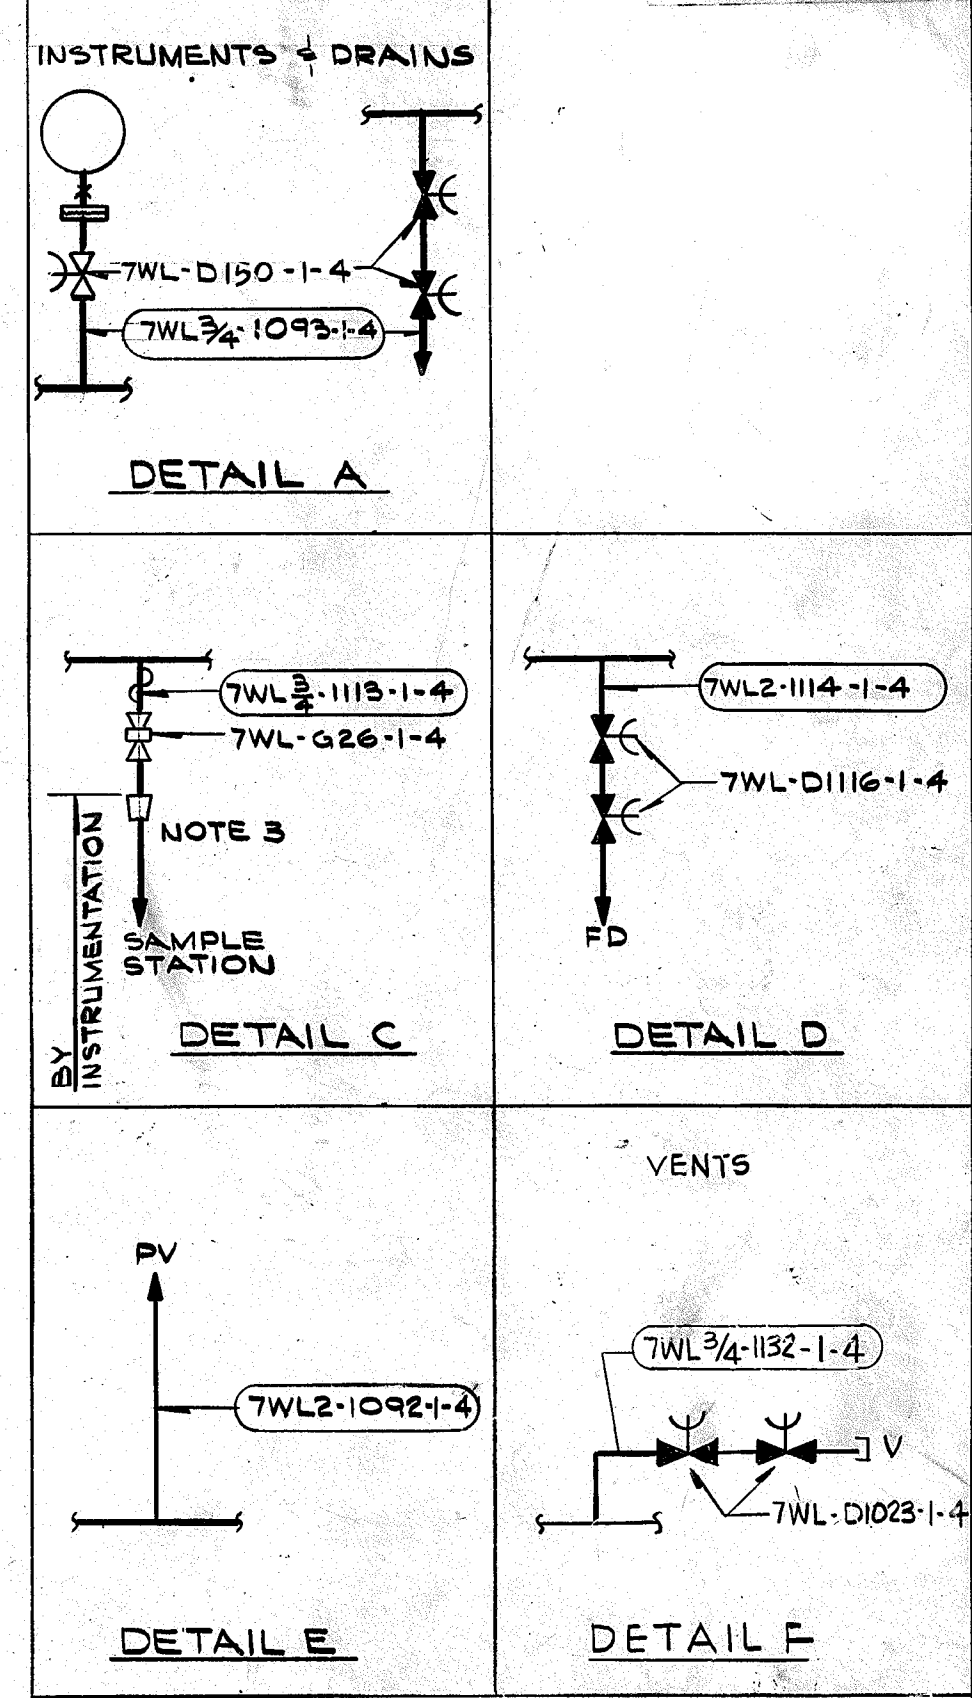 INSTRUMENTS & DRAINS
7WL-D150-1-4
7WL3/4-1093-1-4
DETAIL A
7WL3/4-1113-1-4
7WL-G26-1-4
NOTE 3
BY
INSTRUMENTATION
SAMPLE
STATION
DETAIL C
7WL2-1114-1-4
7WL-D1116-1-4
FD
DETAIL D
PV
7WL2-1092-1-4
DETAIL E
VENTS
7WL3/4-1132-1-4
V
7WL-D1023-1-4
DETAIL F